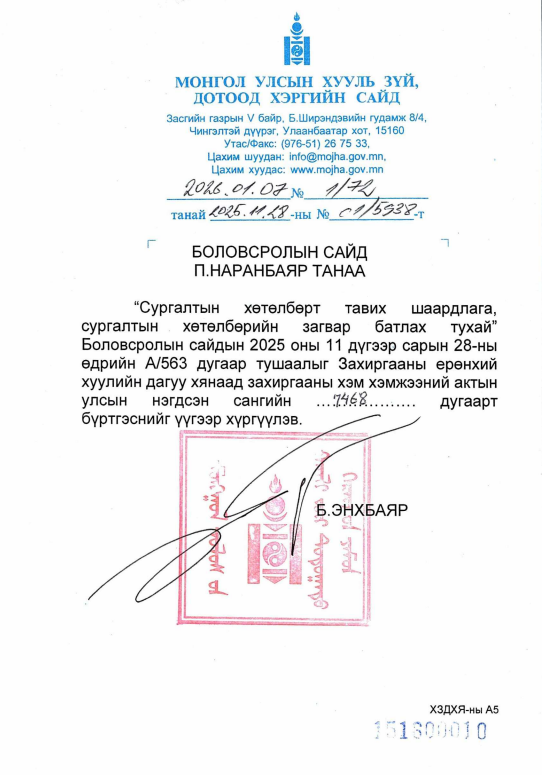 МОНГОЛ УЛСЫН ХУУЛЬ ЗҮЙ,
ДОТООД ХЭРГИЙН САЙД
Засгийн газрын V байр, Б.Ширэндэвийн гудамж 8/4,
Чингэлтэй дүүрэг, Улаанбаатар хот, 15160
Утас/Факс: (976-51) 26 75 33,
Цахим шуудан: info@mojha.gov.mn,
Цахим хуудас: www.mojha.gov.mn
2026.01.07 № 1/72
танай 2025.11.28-ны № 01/5938-т
БОЛОВСРОЛЫН САЙД
П.НАРАНБАЯР ТАНАА
“Сургалтын хөтөлбөрт тавих шаардлага,
сургалтын хөтөлбөрийн загвар батлах тухай”
Боловсролын сайдын 2025 оны 11 дүгээр сарын 28-ны
өдрийн А/563 дугаар тушаалыг Захиргааны ерөнхий
хуулийн дагуу хянаад захиргааны хэм хэмжээний актын
улсын нэгдсэн сангийн ....7468......... дугаарт
бүртгэснийг үүгээр хүргүүлэв.
Б.ЭНХБАЯР
ХЗДХЯ-ны А5
151800010